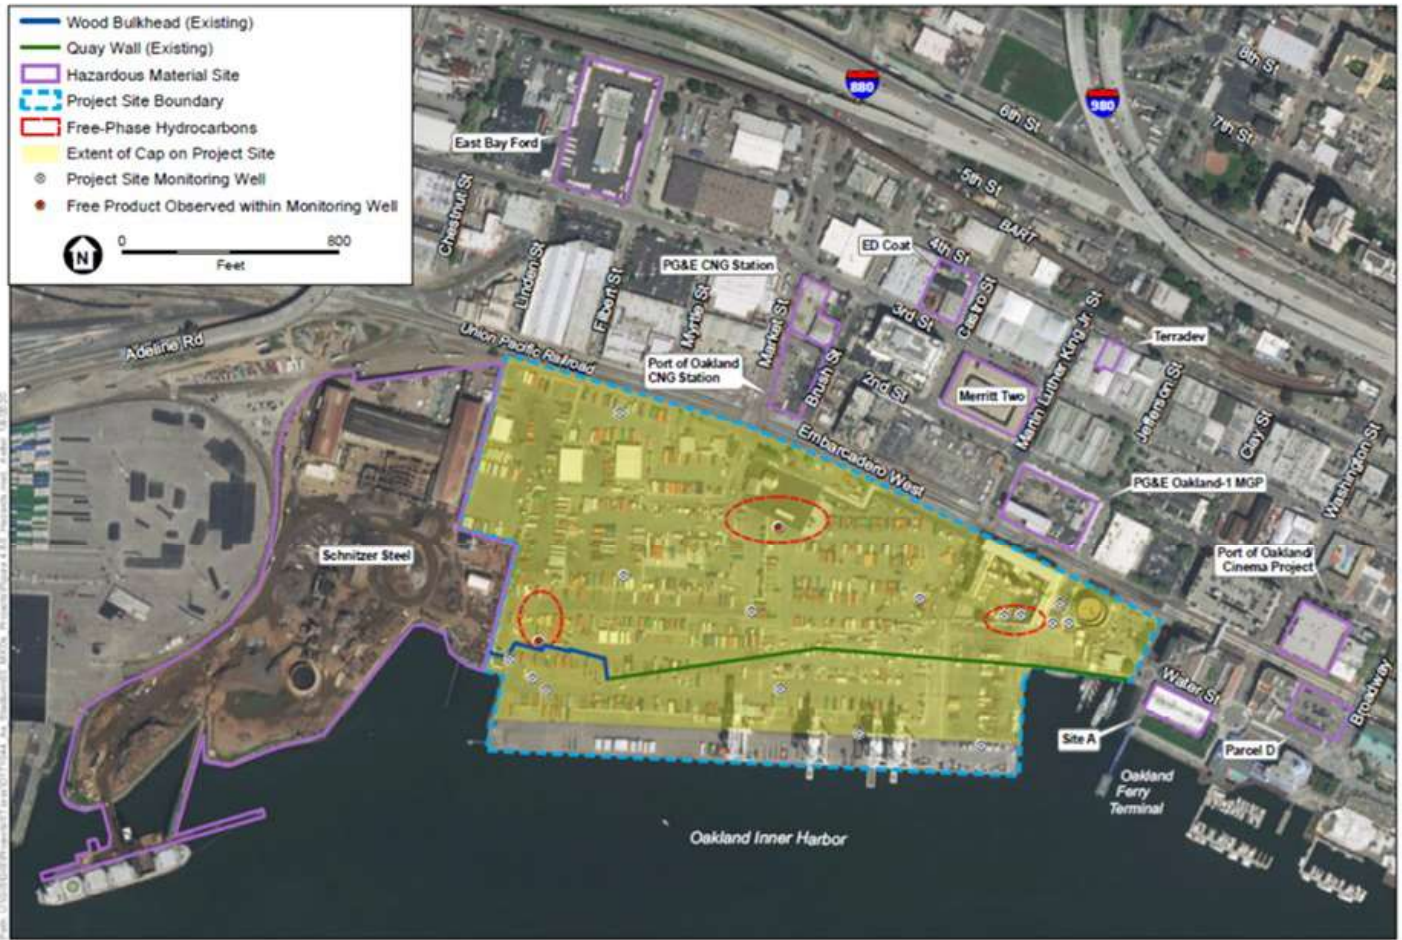 Wood Bulkhead (Existing)
Quay Wall (Existing)
Hazardous Material Site
Project Site Boundary
Free-Phase Hydrocarbons
Extent of Cap on Project Site
Project Site Monitoring Well
Free Product Observed within Monitoring Well
N
0 800
Feet
880
980
8th St
7th St
6th St
5th St
BART
East Bay Ford
Chestnut St
Linden St
Filbert St
Myrtle St
Market St
Brush St
Castro St
Martin Luther King Jr. St
Jefferson St
Clay St
Washington St
Broadway
4th St
3rd St
2nd St
ED Coat
PG&E CNG Station
Port of Oakland
CNG Station
Terradev
Merritt Two
Adeline Rd
Union Pacific Railroad
Embarcadero West
PG&E Oakland-1 MGP
Schnitzer Steel
Port of Oakland/
Cinema Project
Water St
Site A
Parcel D
Oakland
Ferry
Terminal
Oakland Inner Harbor